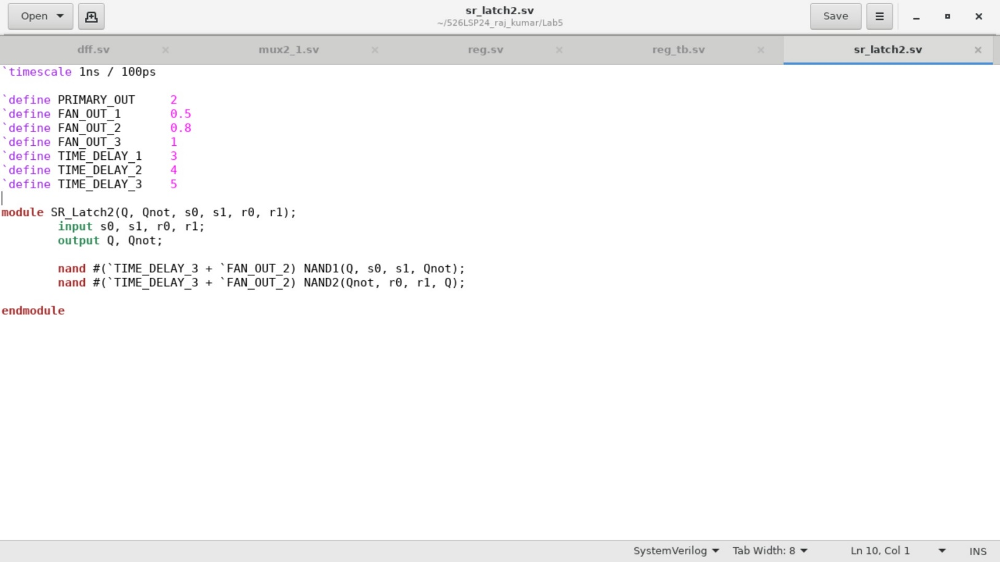 Open
sr_latch2.sv
~/526LSP24_raj_kumar/Lab5
Save
dff.sv
mux2_1.sv
reg.sv
reg_tb.sv
sr_latch2.sv
`timescale 1ns / 100ps
`define PRIMARY_OUT     2
`define FAN_OUT_1       0.5
`define FAN_OUT_2       0.8
`define FAN_OUT_3       1
`define TIME_DELAY_1    3
`define TIME_DELAY_2    4
`define TIME_DELAY_3    5
module SR_Latch2(Q, Qnot, s0, s1, r0, r1);
        input s0, s1, r0, r1;
        output Q, Qnot;
        nand #(`TIME_DELAY_3 + `FAN_OUT_2) NAND1(Q, s0, s1, Qnot);
        nand #(`TIME_DELAY_3 + `FAN_OUT_2) NAND2(Qnot, r0, r1, Q);
endmodule
SystemVerilog
Tab Width: 8
Ln 10, Col 1
INS